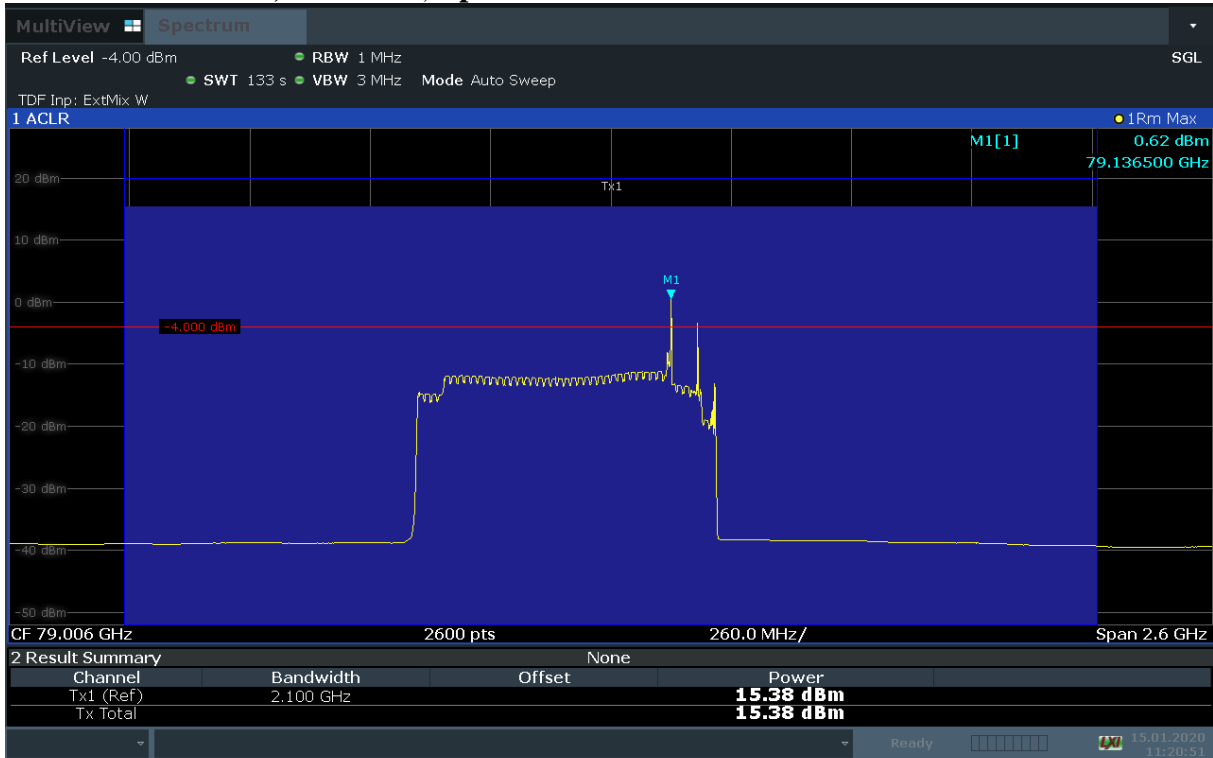 MultiView Spectrum
Ref Level -4.00 dBm RBW 1 MHz SGL
SWT 133 s VBW 3 MHz Mode Auto Sweep
TDF Inp: ExtMix W
1 ACLR 1Rm Max
M1[1] 0.62 dBm
79.136500 GHz
20 dBm
Tx1
10 dBm
M1
0 dBm
-4.000 dBm
-10 dBm
-20 dBm
-30 dBm
-40 dBm
-50 dBm
CF 79.006 GHz 2600 pts 260.0 MHz/ Span 2.6 GHz
2 Result Summary None
Channel Bandwidth Offset Power
Tx1 (Ref) 2.100 GHz 15.38 dBm
Tx Total 15.38 dBm
Ready LXI 15.01.2020
11:20:51